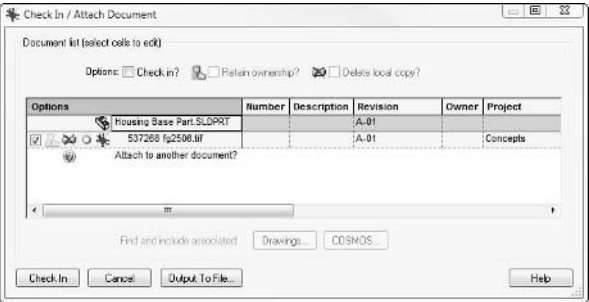 Check In / Attach Document
Document list (select cells to edit)
Options: Check in? Retain ownership? Delete local copy?
Options Number Description Revision Owner Project
Housing Base Part.SLDPRT A-01
537268 fg2506.tif A-01 Concepts
Attach to another document?
Find and include associated Drawings... COSMOS...
Check In Cancel Output To File... Help